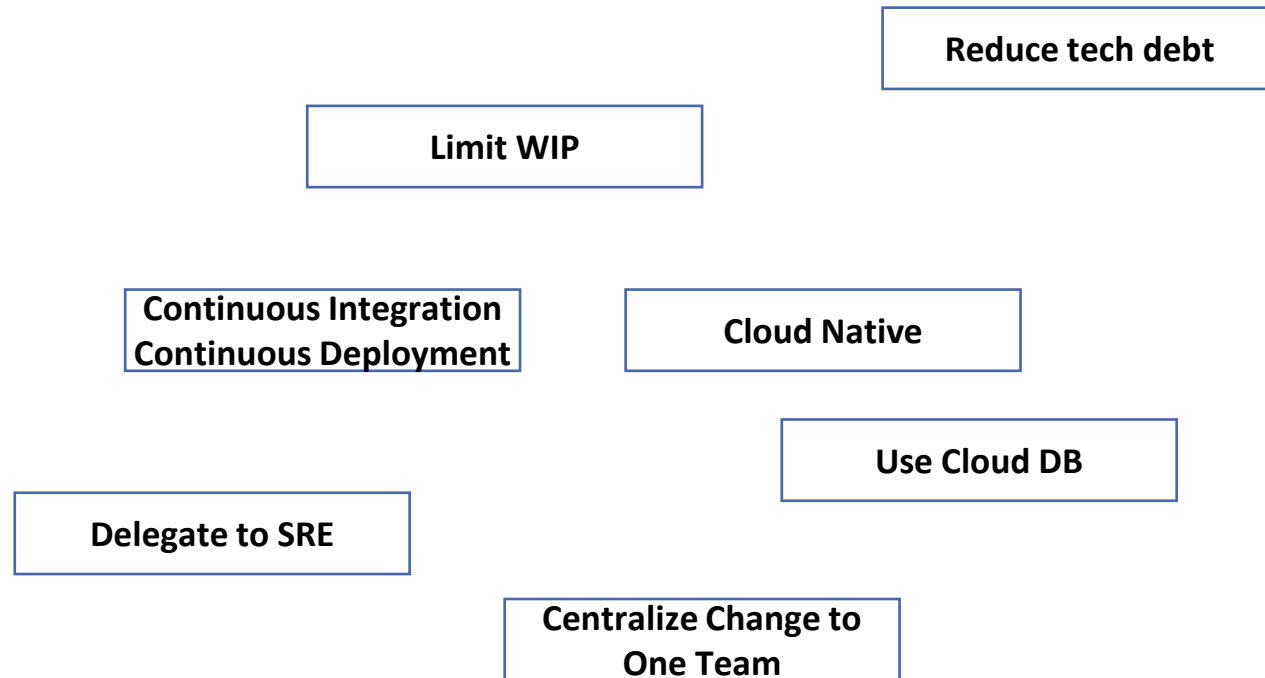 Reduce tech debt
Limit WIP
Continuous Integration
Continuous Deployment
Cloud Native
Use Cloud DB
Delegate to SRE
Centralize Change to
One Team